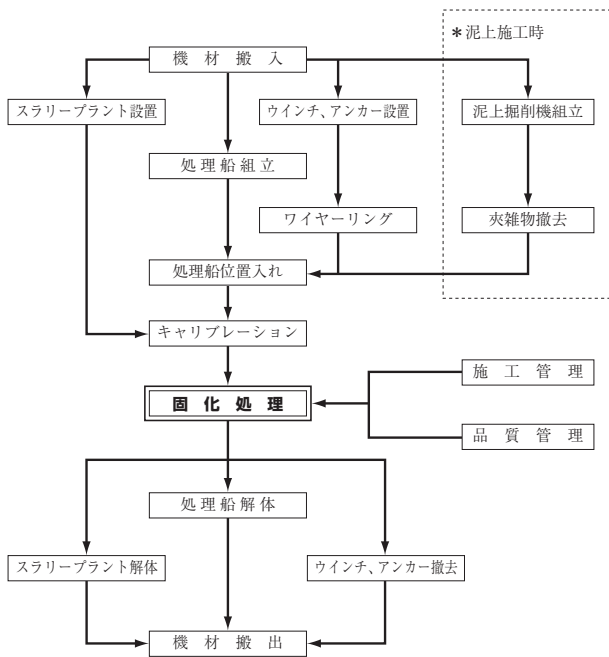 ＊泥上施工時
機材搬入
スラリープラント設置
ウインチ、アンカー設置
泥上掘削機組立
処理船組立
ワイヤーリング
夾雑物撤去
処理船位置入れ
キャリブレーション
施工管理
固化処理
品質管理
処理船解体
スラリープラント解体
ウインチ、アンカー撤去
機材搬出